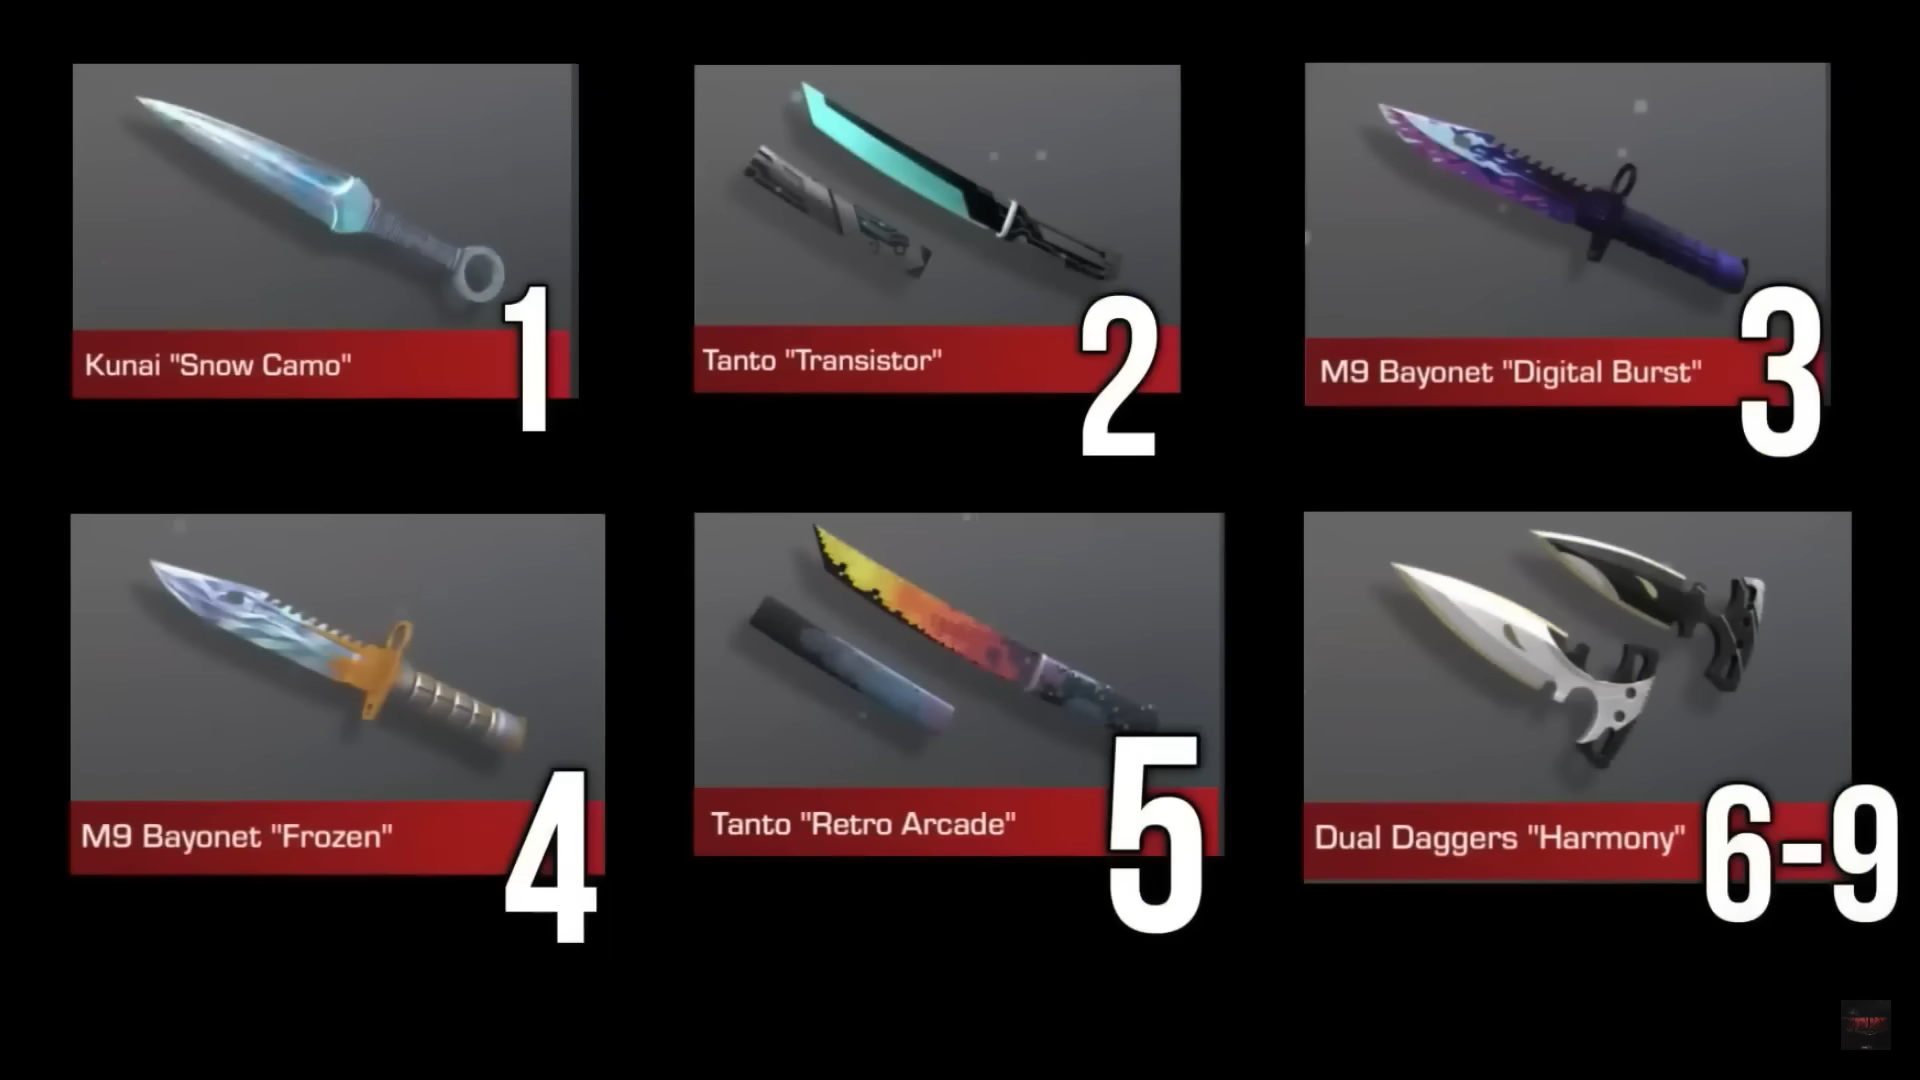 Kunai "Snow Camo"
1
Tanto "Transistor"
2
M9 Bayonet "Digital Burst"
3
M9 Bayonet "Frozen"
4
Tanto "Retro Arcade"
5
Dual Daggers "Harmony"
6-9